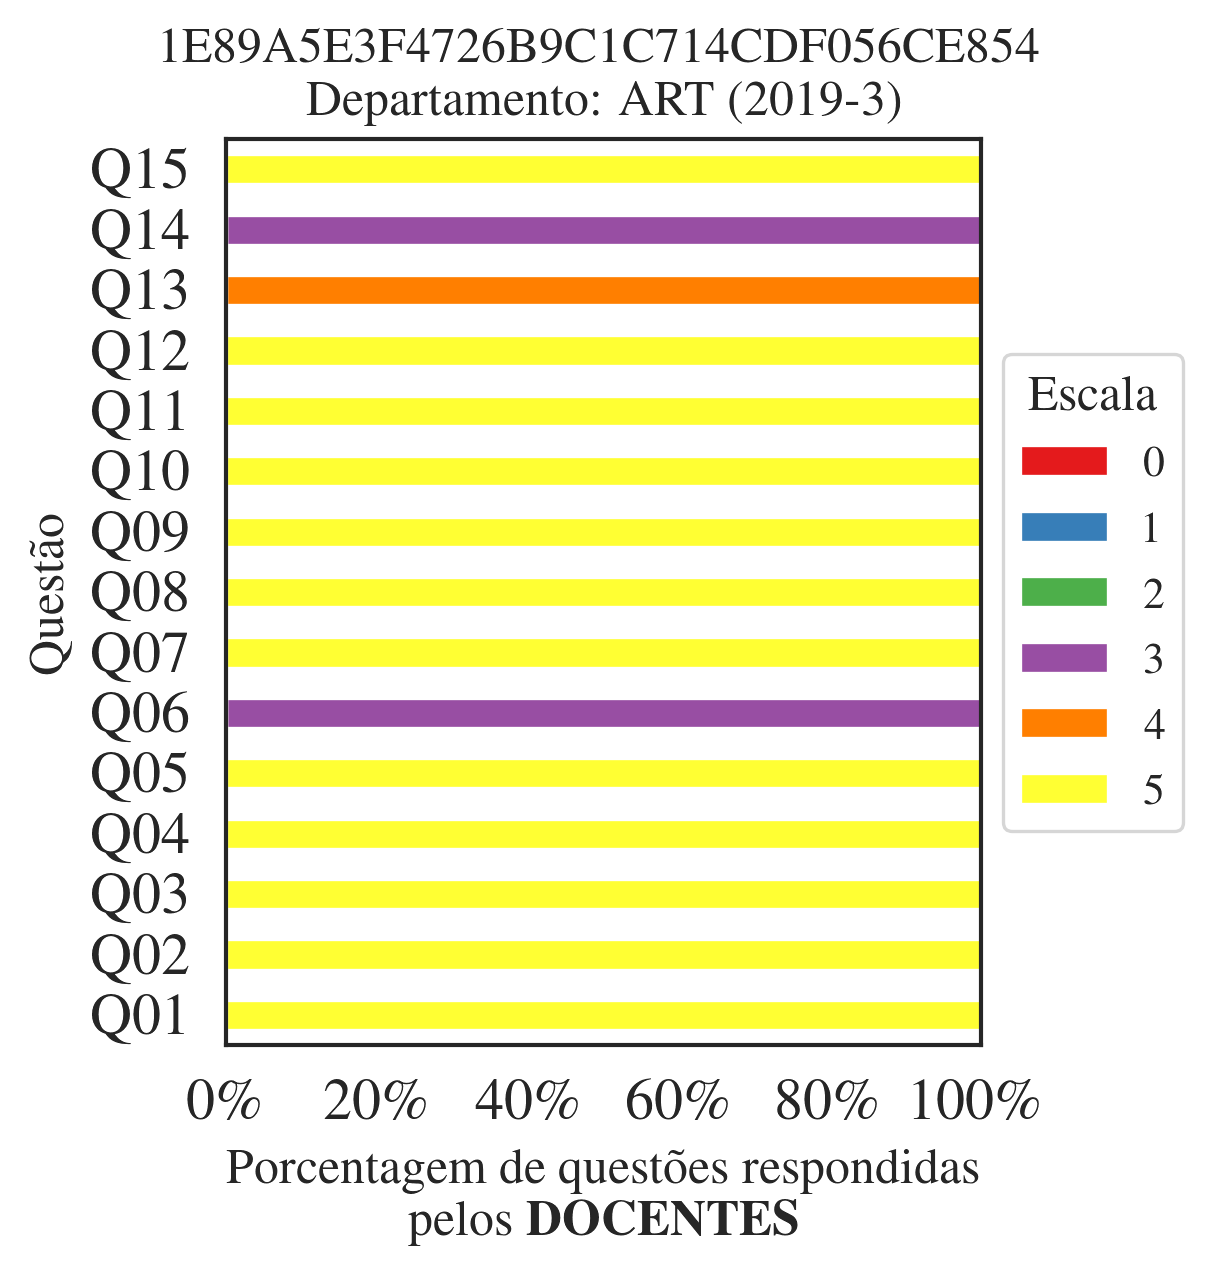 1E89A5E3F4726B9C1C714CDF056CE854
Departamento: ART (2019-3)
Q15
Q14
Q13
Q12
Q11
Q10
Q09
Q08
Q07
Q06
Q05
Q04
Q03
Q02
Q01
Questão
0% 20% 40% 60% 80% 100%
Porcentagem de questões respondidas
pelos DOCENTES
Escala
0
1
2
3
4
5